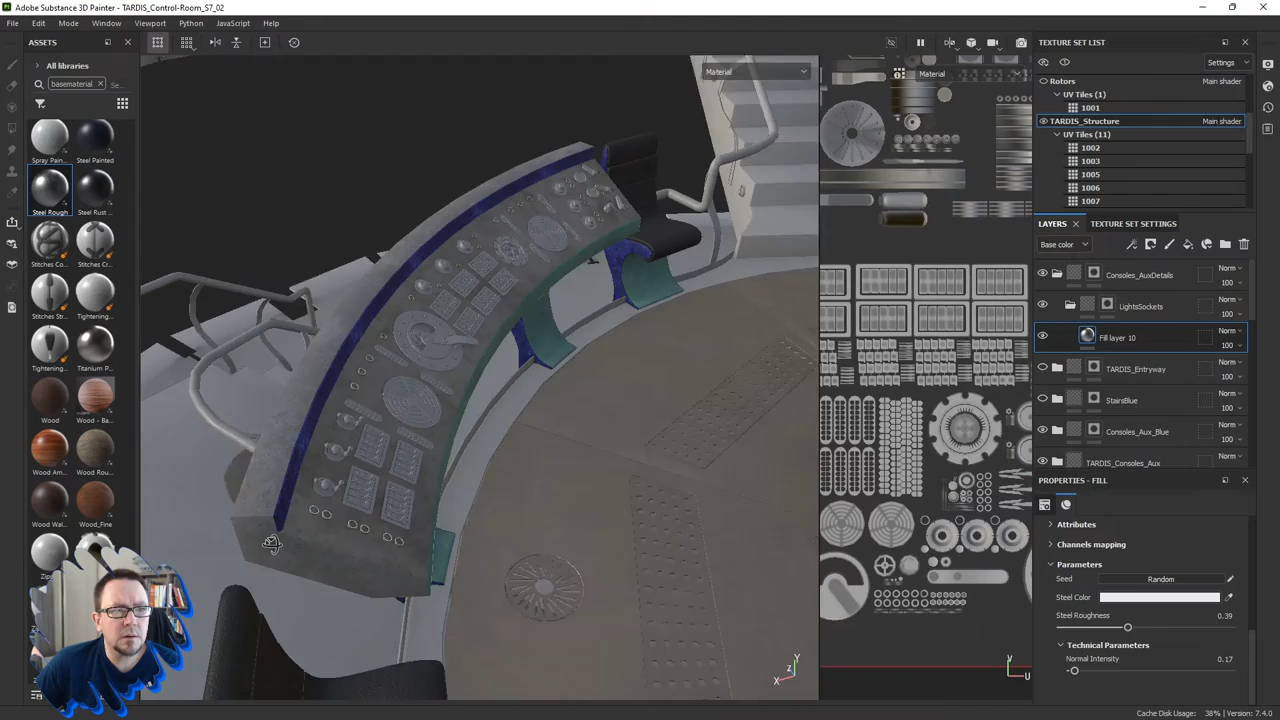 Adobe Substance 3D Painter - TARDIS_Control-Room_S7_02
File Edit Mode Window Viewport Python JavaScript Help
ASSETS
All libraries
basematerial × Se...
Spray Pain... Steel Painted
Steel Rough Steel Rust ...
Stitches Co... Stitches Cr...
Tightening...
Tightening... Titanium P...
Wood Wood - Ba...
Wood Am... Wood Rou...
Wood Wal... Wood_Fine
Material
Y
Z
X
Material
V
U
TEXTURE SET LIST
Settings
Rotors Main shader
UV Tiles (1)
1001
TARDIS_Structure Main shader
UV Tiles (11)
1002
1003
1005
1006
1007
LAYERS × TEXTURE SET SETTINGS
Base color
Consoles_AuxDetails Norm 100
LightsSockets Norm 100
Fill layer 10 Norm 100
TARDIS_Entryway Norm 100
StairsBlue Norm 100
Consoles_Aux_Blue Norm 100
TARDIS_Consoles_Aux Norm
PROPERTIES - FILL
Attributes
Channels mapping
Parameters
Seed Random
Steel Color
Steel Roughness 0.39
Technical Parameters
Normal Intensity 0.17
Cache Disk Usage: 38% | Version: 7.4.0